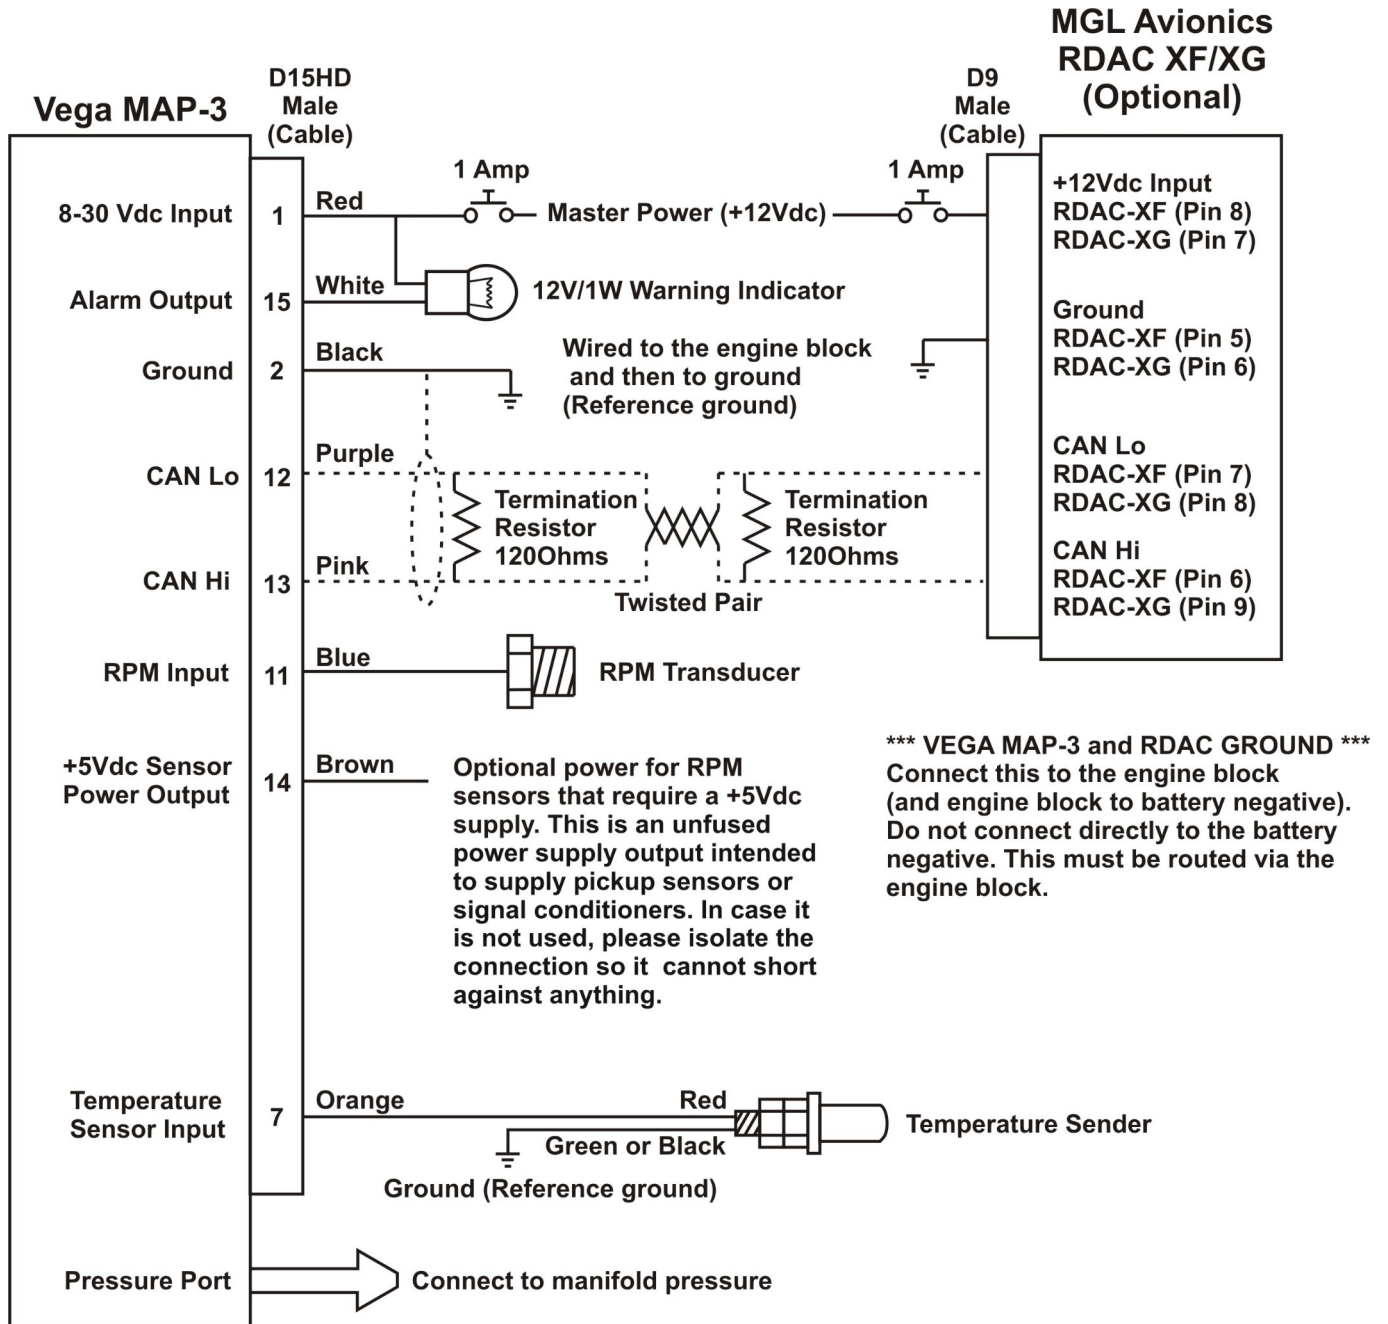 MGL Avionics
RDAC XF/XG
(Optional)
Vega MAP-3
D15HD
Male
(Cable)
D9
Male
(Cable)
8-30 Vdc Input
1
Red
1 Amp
Master Power (+12Vdc)
1 Amp
+12Vdc Input
RDAC-XF (Pin 8)
RDAC-XG (Pin 7)
Alarm Output
15
White
12V/1W Warning Indicator
Ground
2
Black
Wired to the engine block
and then to ground
(Reference ground)
Ground
RDAC-XF (Pin 5)
RDAC-XG (Pin 6)
CAN Lo
12
Purple
Termination
Resistor
120Ohms
Termination
Resistor
120Ohms
CAN Lo
RDAC-XF (Pin 7)
RDAC-XG (Pin 8)
CAN Hi
13
Pink
Twisted Pair
CAN Hi
RDAC-XF (Pin 6)
RDAC-XG (Pin 9)
RPM Input
11
Blue
RPM Transducer
+5Vdc Sensor
Power Output
14
Brown
Optional power for RPM
sensors that require a +5Vdc
supply. This is an unfused
power supply output intended
to supply pickup sensors or
signal conditioners. In case it
is not used, please isolate the
connection so it cannot short
against anything.
*** VEGA MAP-3 and RDAC GROUND ***
Connect this to the engine block
(and engine block to battery negative).
Do not connect directly to the battery
negative. This must be routed via the
engine block.
Temperature
Sensor Input
7
Orange
Red
Green or Black
Temperature Sender
Ground (Reference ground)
Pressure Port
Connect to manifold pressure